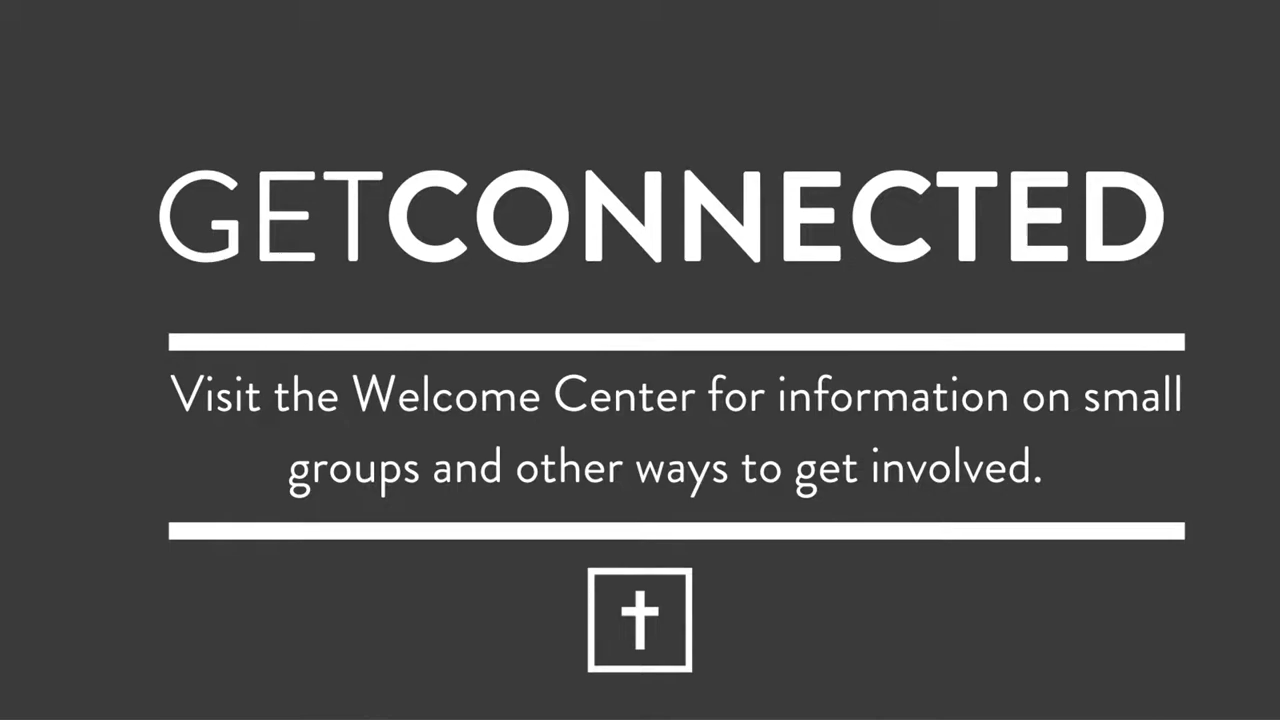 GETCONNECTED
Visit the Welcome Center for information on small
groups and other ways to get involved.